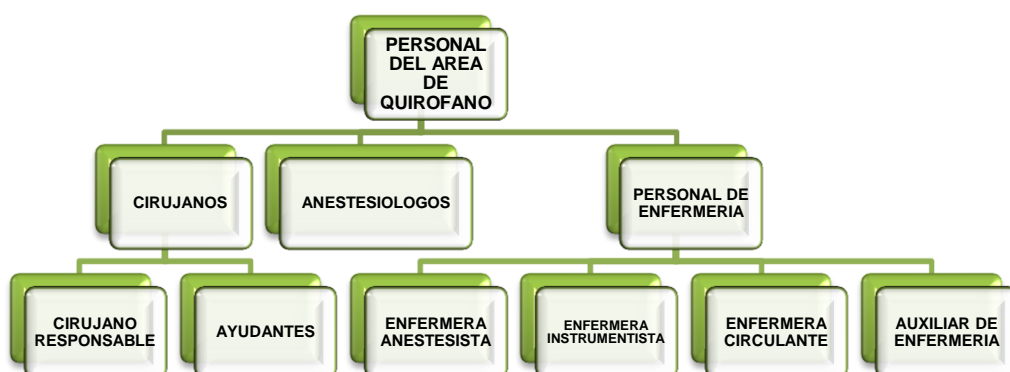 PERSONAL
DEL AREA
DE
QUIROFANO
CIRUJANOS
ANESTESIOLOGOS
PERSONAL DE
ENFERMERIA
CIRUJANO
RESPONSABLE
AYUDANTES
ENFERMERA
ANESTESISTA
ENFERMERA
INSTRUMENTISTA
ENFERMERA
CIRCULANTE
AUXILIAR DE
ENFERMERIA